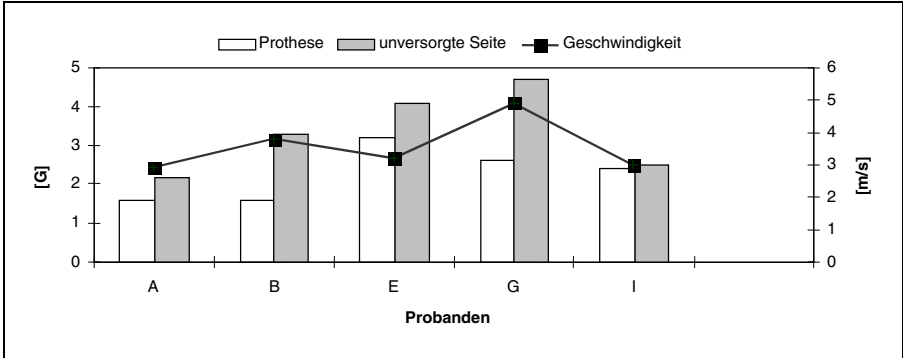 Prothese unversorgte Seite Geschwindigkeit
5 6
4 5
3 4
2 3
1 2
0 1
0
[G]
[m/s]
A B E G I
Probanden